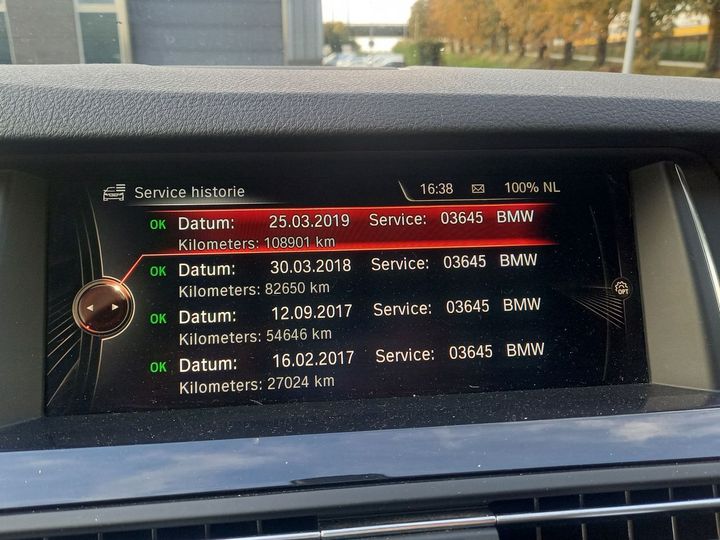 Service historie
16:38 100% NL
OK Datum: 25.03.2019 Service: 03645 BMW
Kilometers: 108901 km
OK Datum: 30.03.2018 Service: 03645 BMW
Kilometers: 82650 km
OK Datum: 12.09.2017 Service: 03645 BMW
Kilometers: 54646 km
OK Datum: 16.02.2017 Service: 03645 BMW
Kilometers: 27024 km
OPT